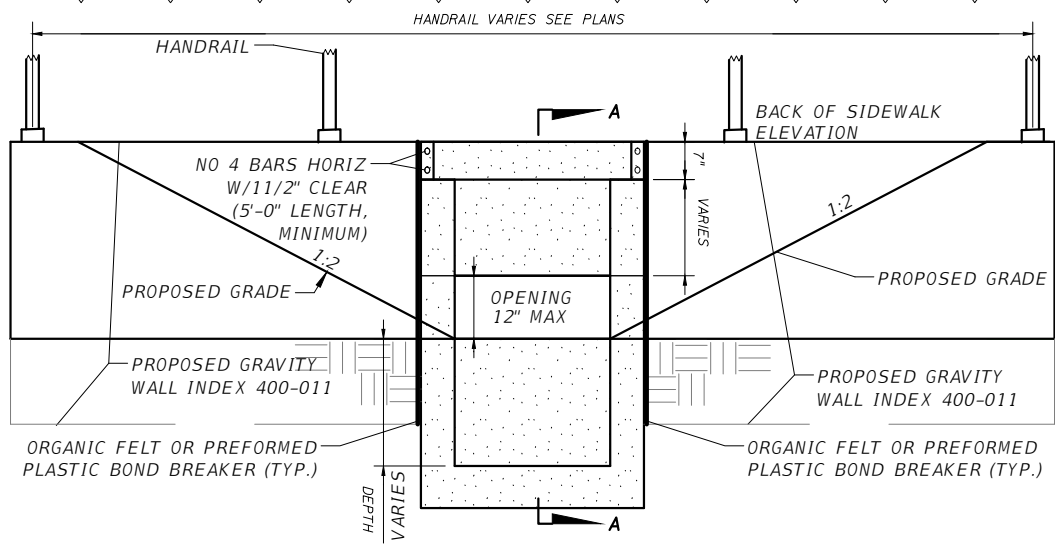 HANDRAIL VARIES SEE PLANS
HANDRAIL
A
BACK OF SIDEWALK
ELEVATION
NO 4 BARS HORIZ
W/11/2" CLEAR
(5'-0" LENGTH,
MINIMUM)
7"
VARIES
1:2
1:2
PROPOSED GRADE
PROPOSED GRADE
OPENING
12" MAX
PROPOSED GRAVITY
WALL INDEX 400-011
PROPOSED GRAVITY
WALL INDEX 400-011
ORGANIC FELT OR PREFORMED
PLASTIC BOND BREAKER (TYP.)
ORGANIC FELT OR PREFORMED
PLASTIC BOND BREAKER (TYP.)
DEPTH
VARIES
A